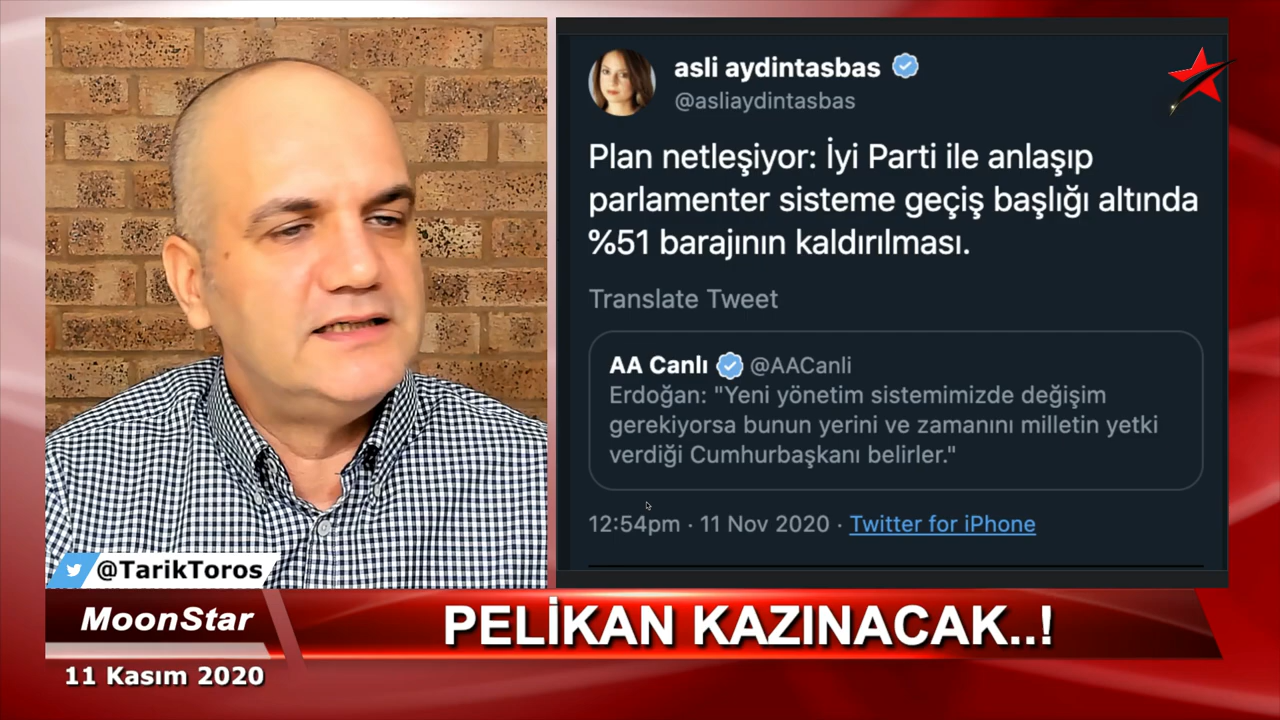 asli aydintasbas
@asliaydintasbas
Plan netleşiyor: İyi Parti ile anlaşıp
parlamenter sisteme geçiş başlığı altında
%51 barajının kaldırılması.
Translate Tweet
AA Canlı @AACanli
Erdoğan: "Yeni yönetim sistemimizde değişim
gerekiyorsa bunun yerini ve zamanını milletin yetki
verdiği Cumhurbaşkanı belirler."
12:54pm · 11 Nov 2020 · Twitter for iPhone
@TarikToros
MoonStar
PELİKAN KAZINACAK..!
11 Kasım 2020